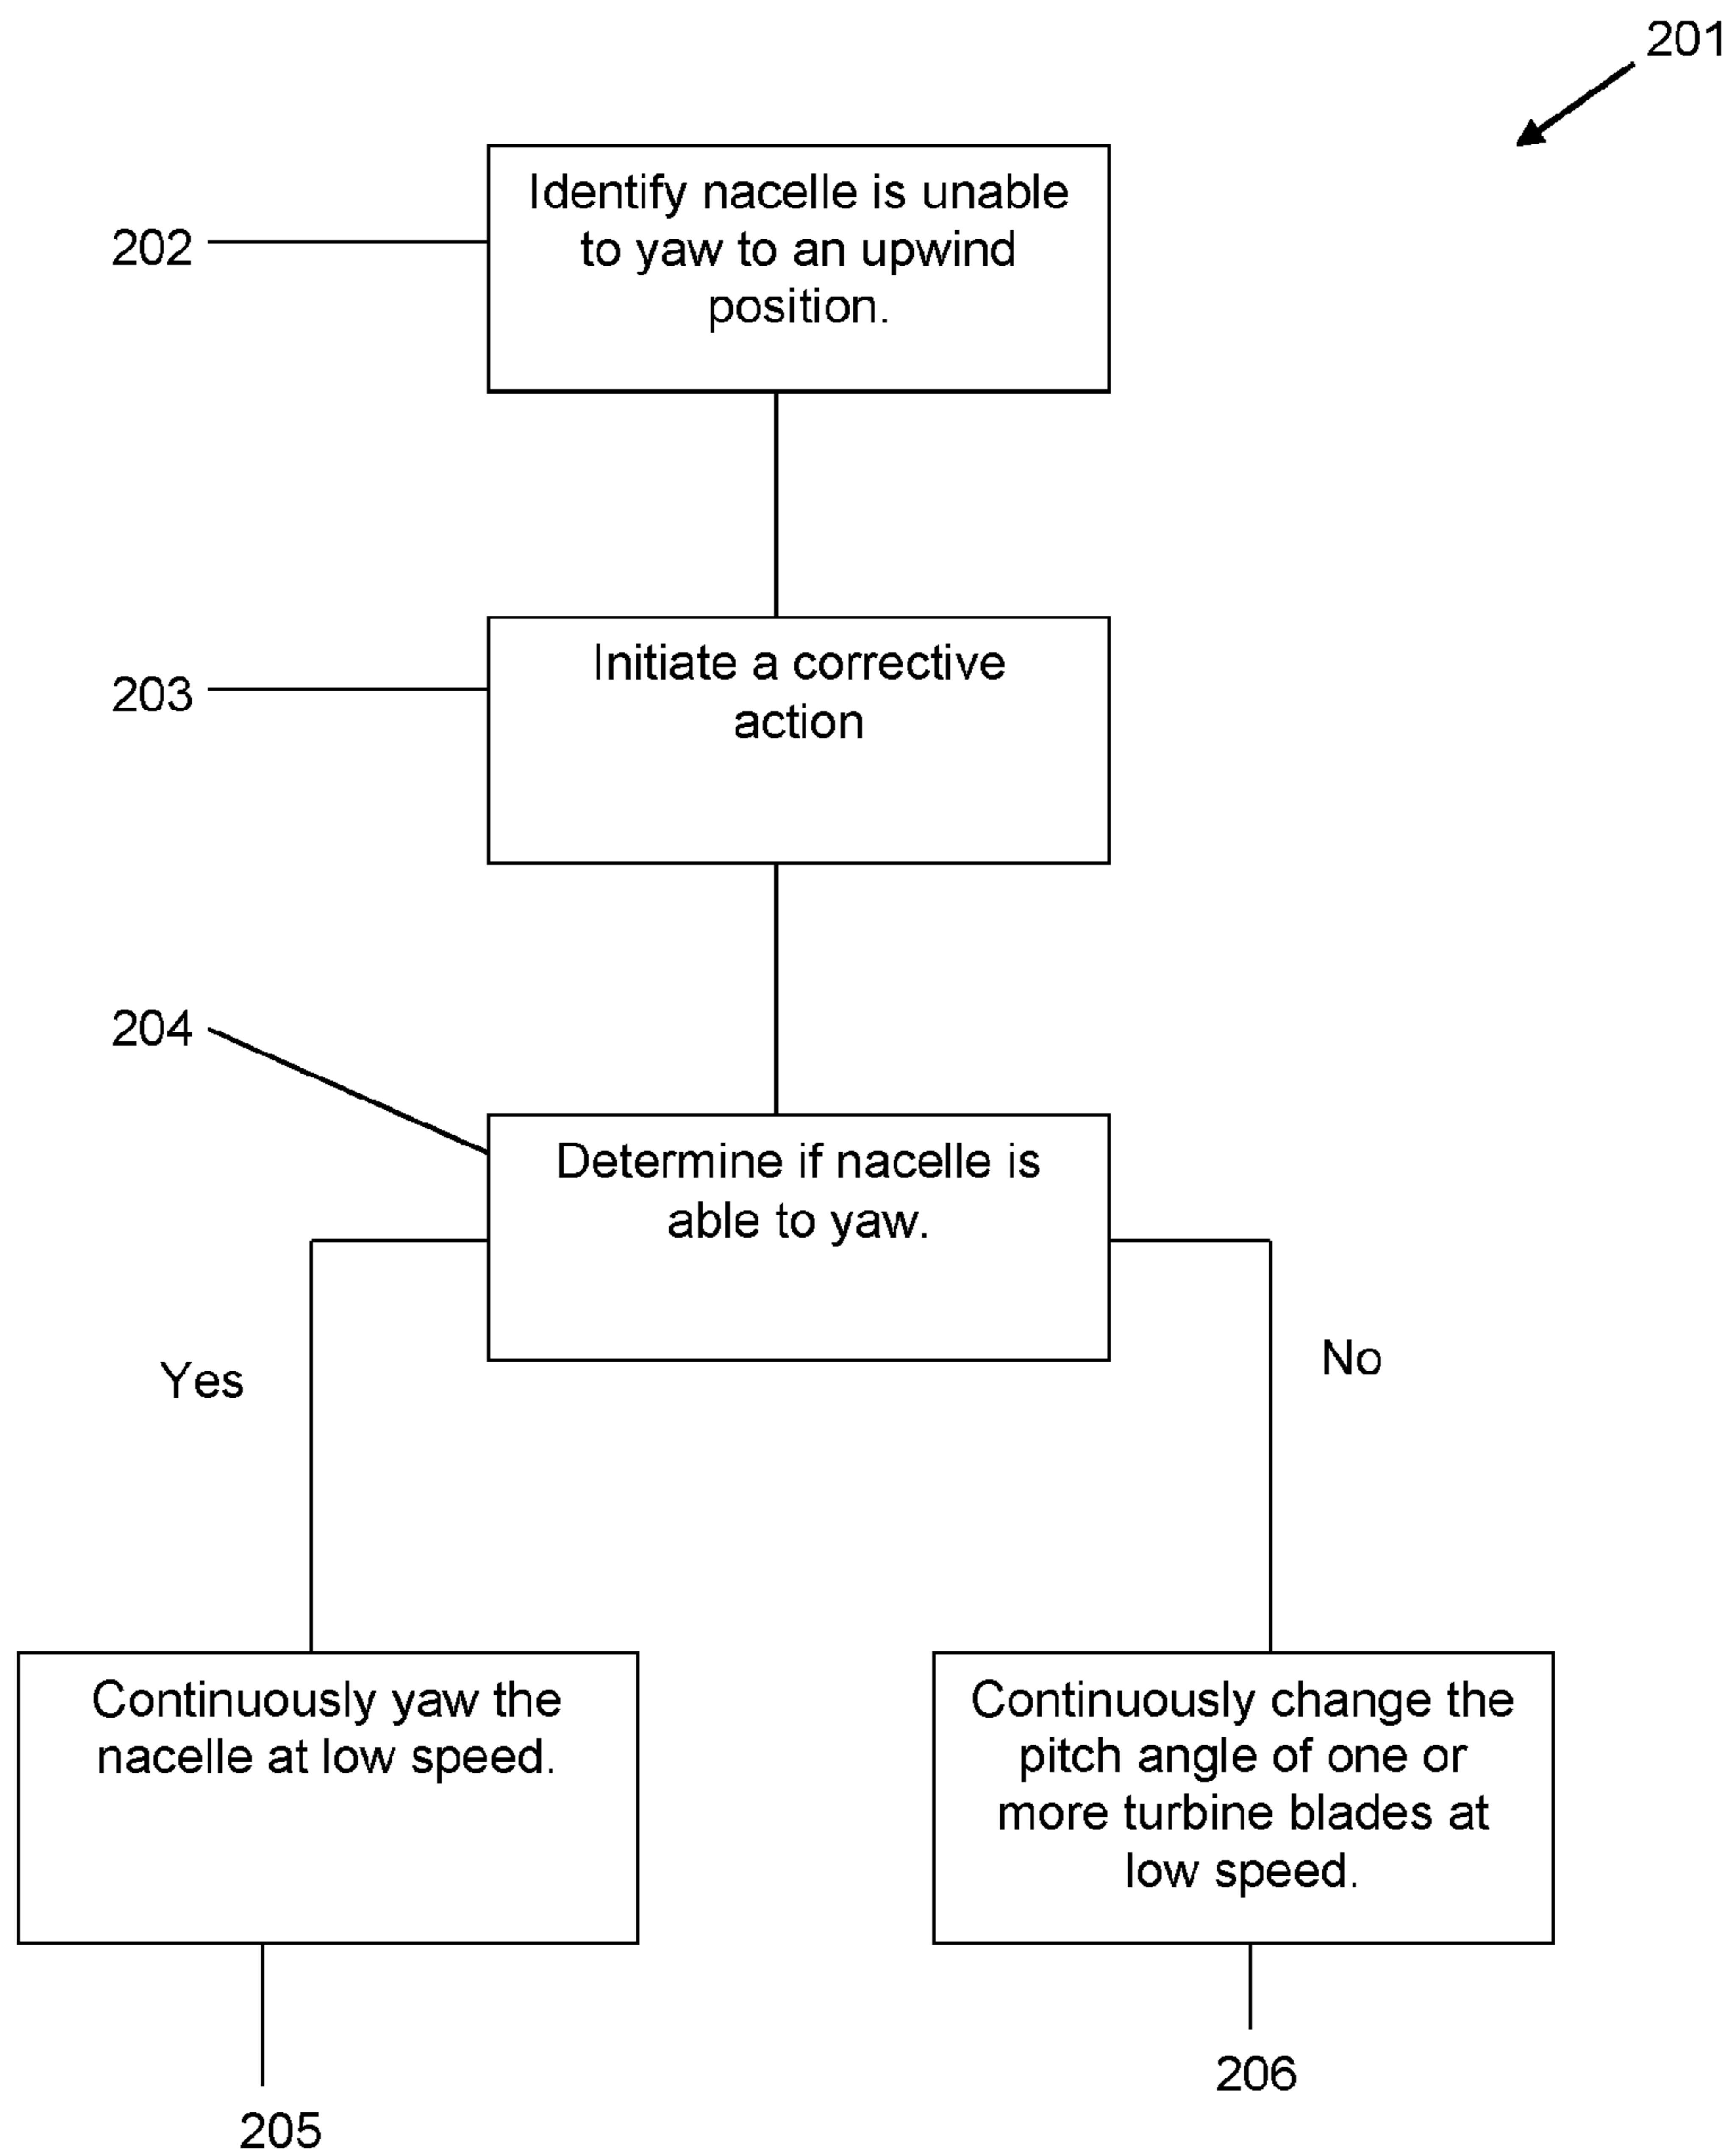 201
Identify nacelle is unable
to yaw to an upwind
position.
202
Initiate a corrective
action
203
204
Determine if nacelle is
able to yaw.
Yes
No
Continuously yaw the
nacelle at low speed.
Continuously change the
pitch angle of one or
more turbine blades at
low speed.
205
206